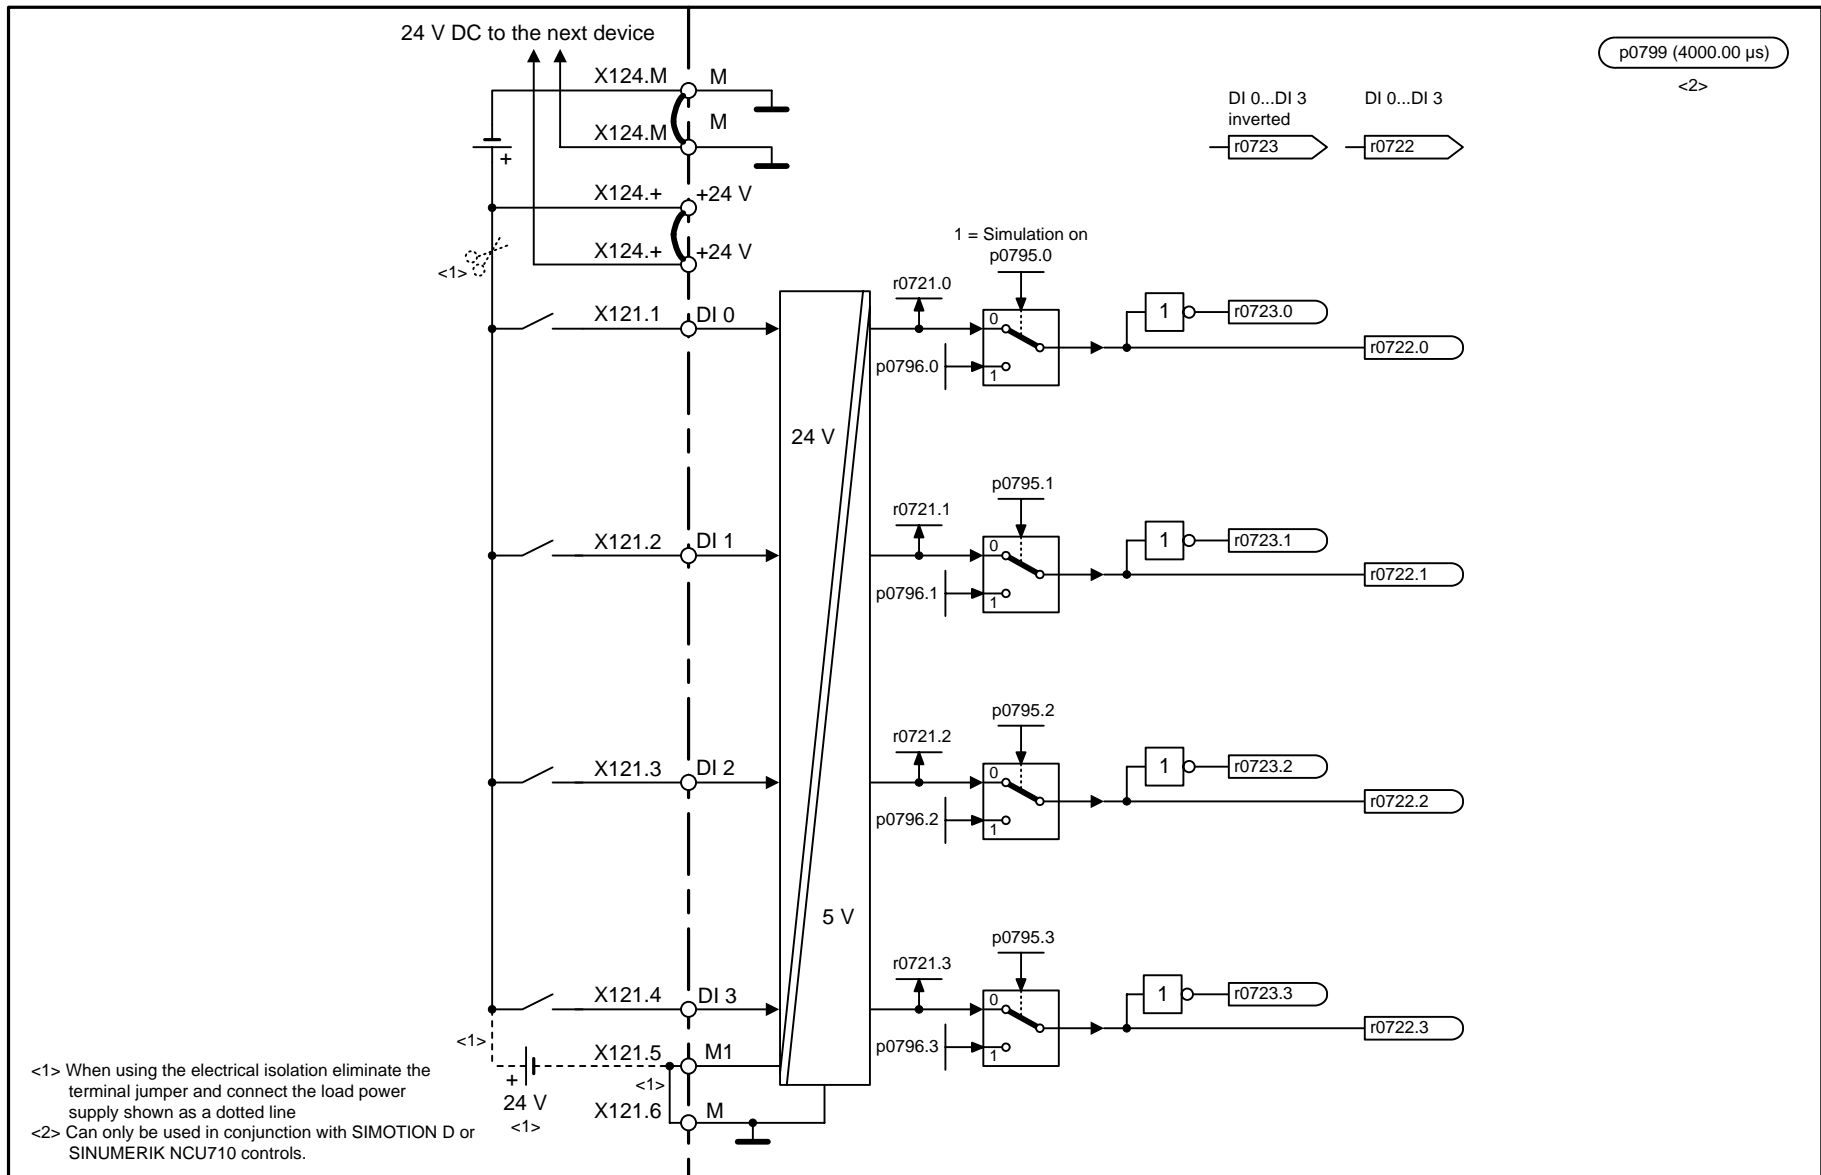 24 V DC to the next device
p0799 (4000.00 µs)
<2>
X124.M
M
DI 0...DI 3
inverted
DI 0...DI 3
X124.M
M
r0723
r0722
+
X124.+
+24 V
X124.+
+24 V
<1>
1 = Simulation on
p0795.0
r0721.0
X121.1
DI 0
0
1
r0723.0
r0722.0
p0796.0
1
24 V
p0795.1
r0721.1
X121.2
DI 1
0
1
r0723.1
r0722.1
p0796.1
1
p0795.2
r0721.2
X121.3
DI 2
0
1
r0723.2
r0722.2
p0796.2
1
5 V
p0795.3
r0721.3
X121.4
DI 3
0
1
r0723.3
r0722.3
p0796.3
1
<1>
X121.5
M1
+
24 V
<1>
<1>
X121.6
M
<1> When using the electrical isolation eliminate the
terminal jumper and connect the load power
supply shown as a dotted line
<2> Can only be used in conjunction with SIMOTION D or
SINUMERIK NCU710 controls.